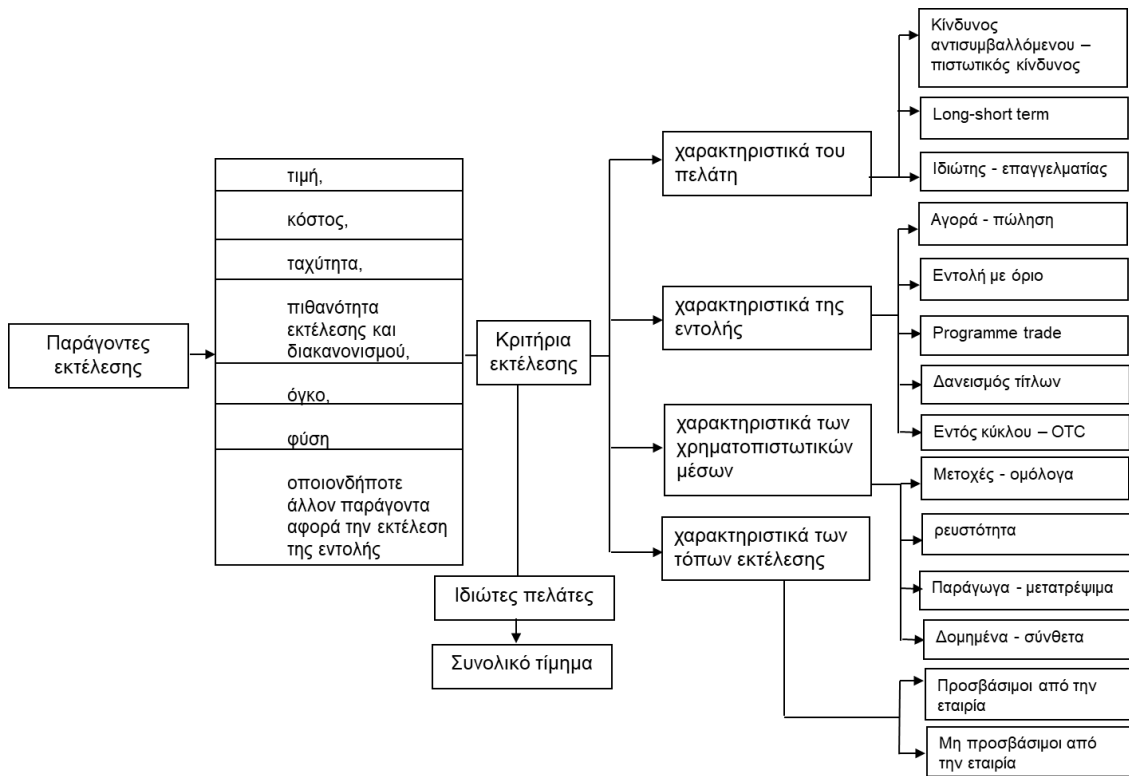 Παράγοντες
εκτέλεσης
τιμή,
κόστος,
ταχύτητα,
πιθανότητα
εκτέλεσης και
διακανονισμού,
όγκο,
φύση
οποιονδήποτε
άλλον παράγοντα
αφορά την εκτέλεση
της εντολής
Κριτήρια
εκτέλεσης
Ιδιώτες πελάτες
Συνολικό τίμημα
χαρακτηριστικά του
πελάτη
χαρακτηριστικά της
εντολής
χαρακτηριστικά των
χρηματοπιστωτικών
μέσων
χαρακτηριστικά των
τόπων εκτέλεσης
Κίνδυνος
αντισυμβαλλόμενου –
πιστωτικός κίνδυνος
Long-short term
Ιδιώτης - επαγγελματίας
Αγορά - πώληση
Εντολή με όριο
Programme trade
Δανεισμός τίτλων
Εντός κύκλου – OTC
Μετοχές - ομόλογα
ρευστότητα
Παράγωγα - μετατρέψιμα
Δομημένα - σύνθετα
Προσβάσιμοι από την
εταιρία
Μη προσβάσιμοι από
την εταιρία